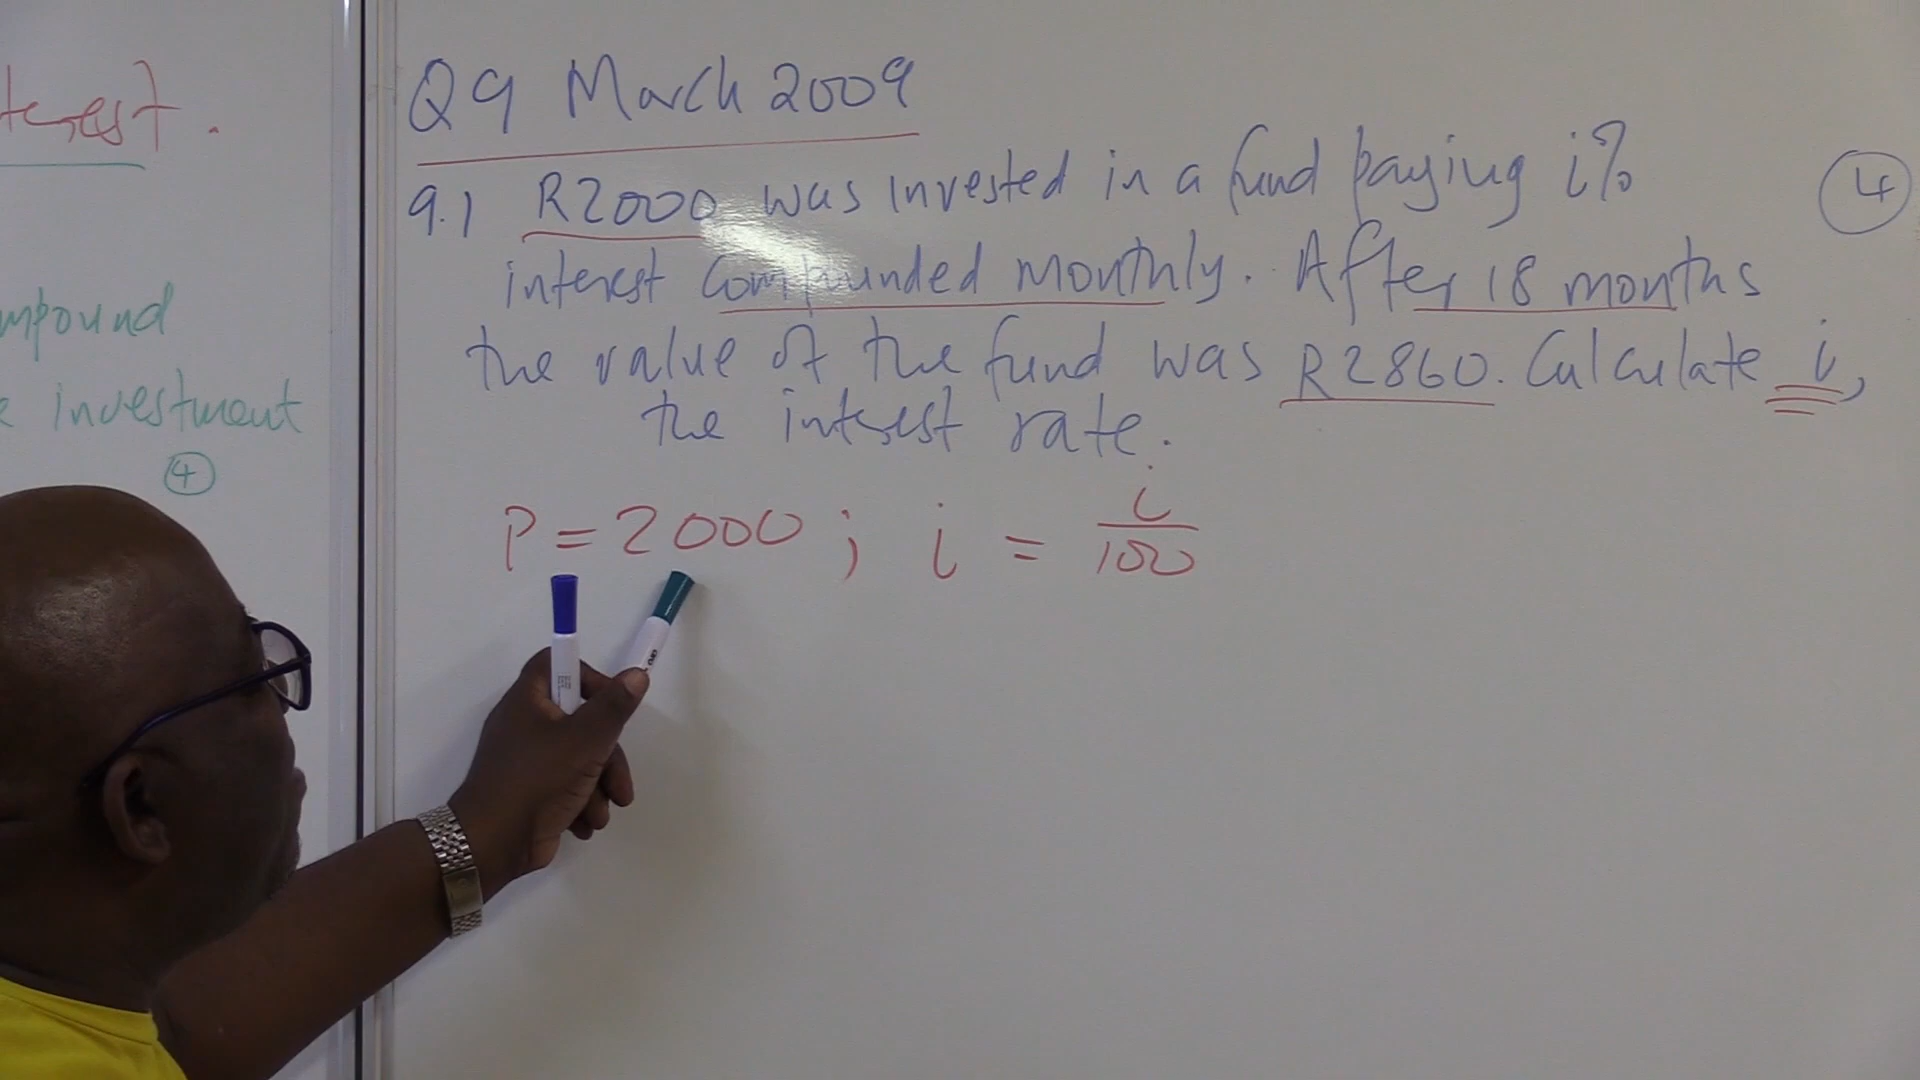 terest.
mpound
investment
4
Q9 March 2009
9.1 R2000 was invested in a fund paying i%
4
interest compounded monthly. After 18 months
the value of the fund was R2860. Calculate i,
the interest rate.
P = 2000 ; i = i/100